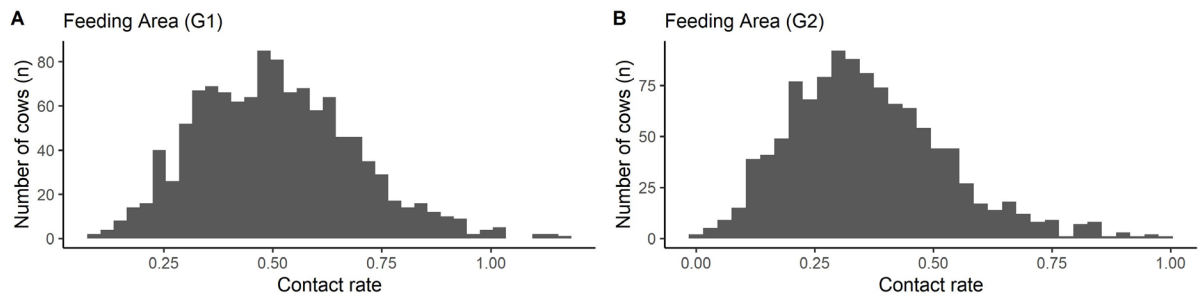 A
Feeding Area (G1)
Number of cows (n)
80
60
40
20
0
0.25 0.50 0.75 1.00
Contact rate
B
Feeding Area (G2)
Number of cows (n)
75
50
25
0
0.00 0.25 0.50 0.75 1.00
Contact rate